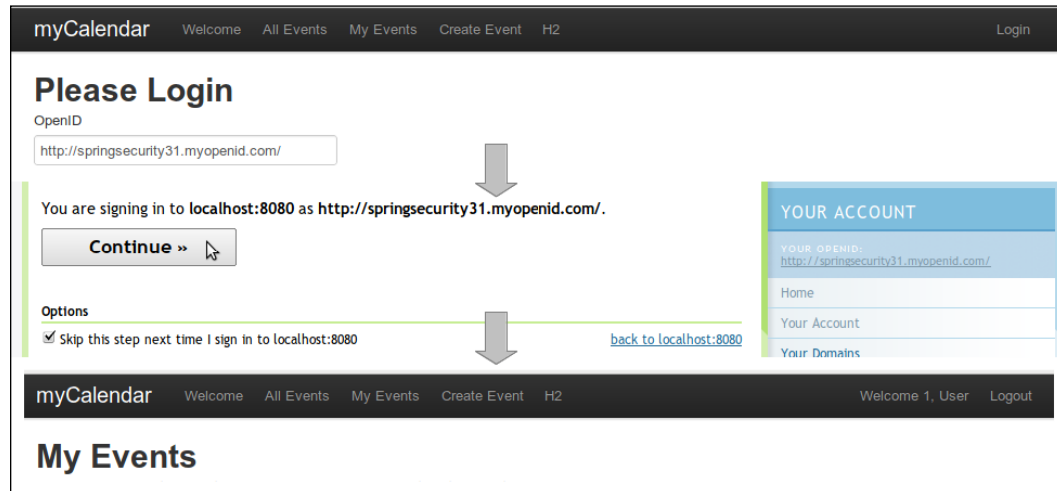 myCalendar Welcome All Events My Events Create Event H2 Login
Please Login
OpenID
http://springsecurity31.myopenid.com/
You are signing in to localhost:8080 as http://springsecurity31.myopenid.com/.
Continue »
Options
Skip this step next time I sign in to localhost:8080
back to localhost:8080
YOUR ACCOUNT
YOUR OPENID:
http://springsecurity31.myopenid.com/
Home
Your Account
Your Domains
myCalendar Welcome All Events My Events Create Event H2 Welcome 1, User Logout
My Events